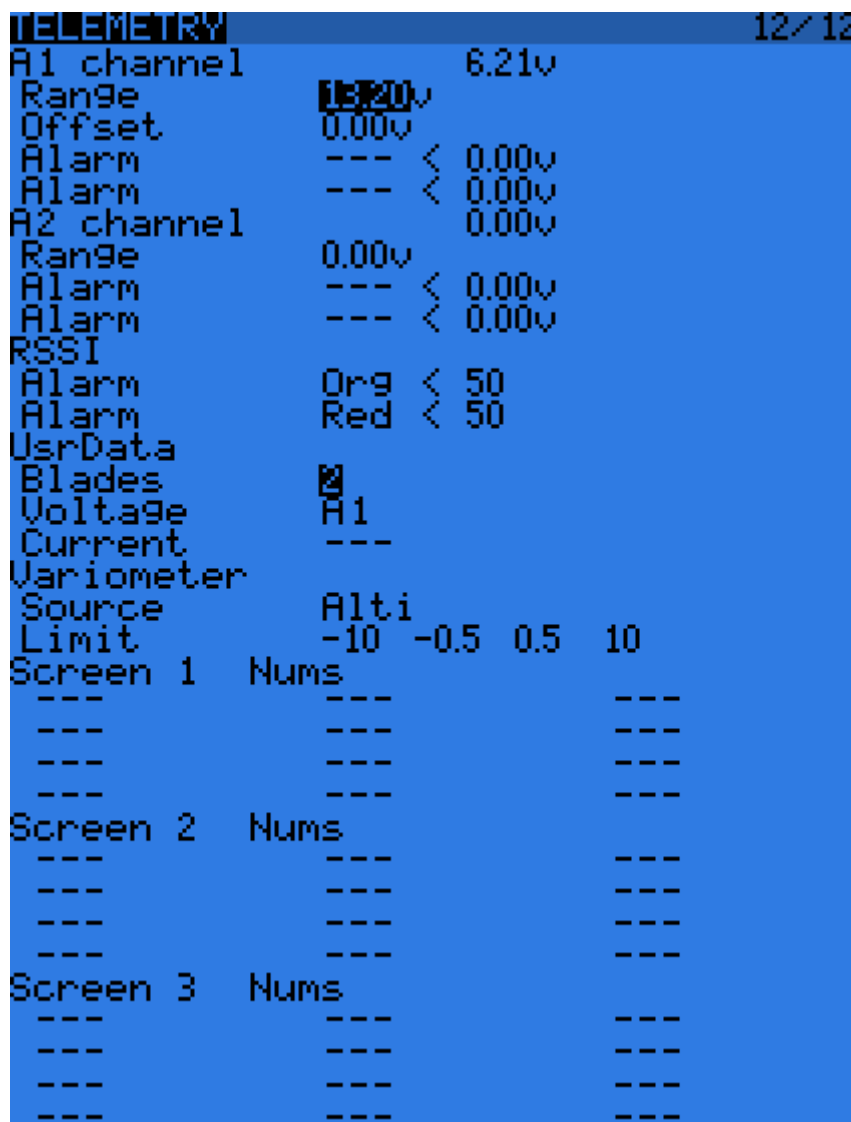 TELEMETRY 12/12
A1 channel 6.21v
Range 13.20v
Offset 0.00v
Alarm --- < 0.00v
Alarm --- < 0.00v
A2 channel 0.00v
Range 0.00v
Alarm --- < 0.00v
Alarm --- < 0.00v
RSSI
Alarm Org < 50
Alarm Red < 50
UsrData
Blades 2
Voltage A1
Current ---
Variometer
Source Alti
Limit -10 -0.5 0.5 10
Screen 1 Nums
--- --- ---
--- --- ---
--- --- ---
--- --- ---
Screen 2 Nums
--- --- ---
--- --- ---
--- --- ---
--- --- ---
Screen 3 Nums
--- --- ---
--- --- ---
--- --- ---
--- --- ---